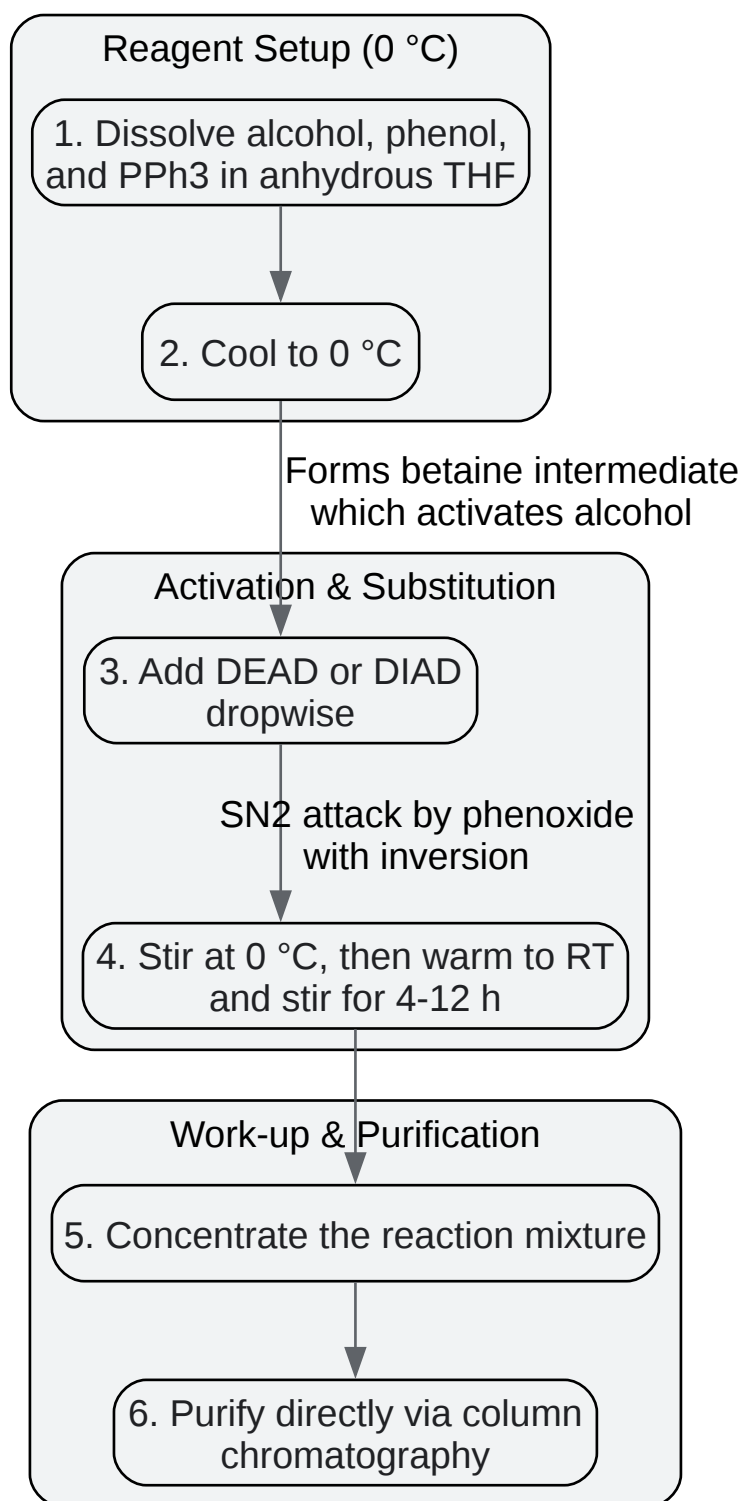 Reagent Setup (0 °C)
1. Dissolve alcohol, phenol,
and PPh3 in anhydrous THF
2. Cool to 0 °C
Forms betaine intermediate
which activates alcohol
Activation & Substitution
3. Add DEAD or DIAD
dropwise
SN2 attack by phenoxide
with inversion
4. Stir at 0 °C, then warm to RT
and stir for 4-12 h
Work-up & Purification
5. Concentrate the reaction mixture
6. Purify directly via column
chromatography